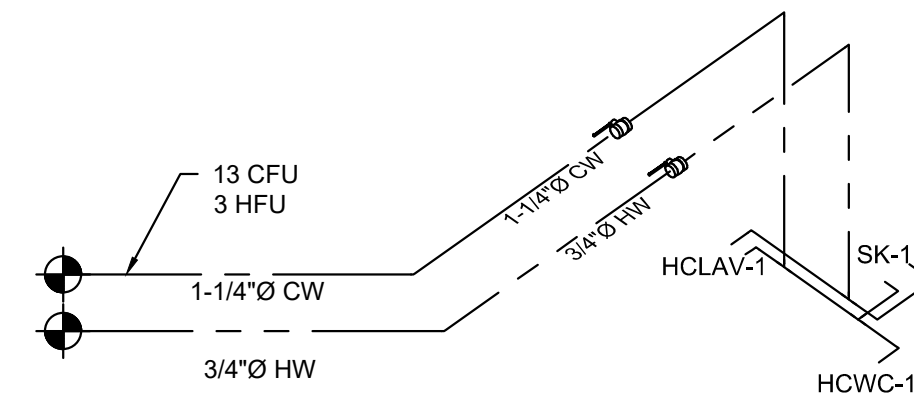 13 CFU
3 HFU
1-1/4"Ø CW
3/4"Ø HW
1-1/4"Ø CW
3/4"Ø HW
HCLAV-1
SK-1
HCWC-1